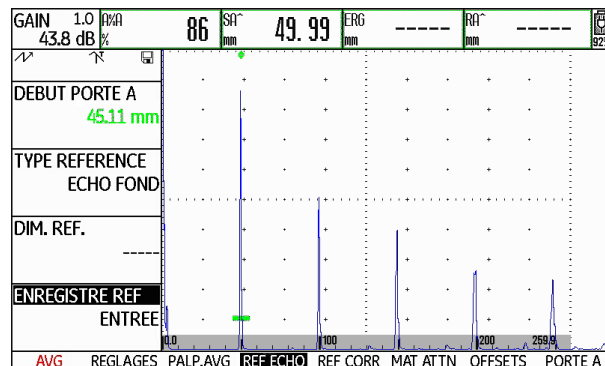 GAIN 1.0
43.8 dB
A%A
%
86
SA^
mm
49.99
ERG
mm
-----
RA^
mm
-----
DEBUT PORTE A
45.11 mm
TYPE REFERENCE
ECHO FOND
DIM. REF.
-----
ENREGISTRE REF
ENTREE
0.0 100 200 259.9
AVG REGLAGES PALP.AVG REF ECHO REF CORR MAT ATTN OFFSETS PORTE A